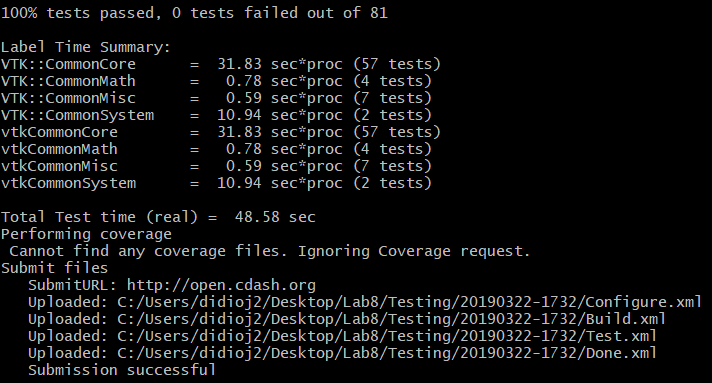 100% tests passed, 0 tests failed out of 81
Label Time Summary:
VTK::CommonCore = 31.83 sec*proc (57 tests)
VTK::CommonMath = 0.78 sec*proc (4 tests)
VTK::CommonMisc = 0.59 sec*proc (7 tests)
VTK::CommonSystem = 10.94 sec*proc (2 tests)
vtkCommonCore = 31.83 sec*proc (57 tests)
vtkCommonMath = 0.78 sec*proc (4 tests)
vtkCommonMisc = 0.59 sec*proc (7 tests)
vtkCommonSystem = 10.94 sec*proc (2 tests)
Total Test time (real) = 48.58 sec
Performing coverage
Cannot find any coverage files. Ignoring Coverage request.
Submit files
SubmitURL: http://open.cdash.org
Uploaded: C:/Users/didioj2/Desktop/Lab8/Testing/20190322-1732/Configure.xml
Uploaded: C:/Users/didioj2/Desktop/Lab8/Testing/20190322-1732/Build.xml
Uploaded: C:/Users/didioj2/Desktop/Lab8/Testing/20190322-1732/Test.xml
Uploaded: C:/Users/didioj2/Desktop/Lab8/Testing/20190322-1732/Done.xml
Submission successful